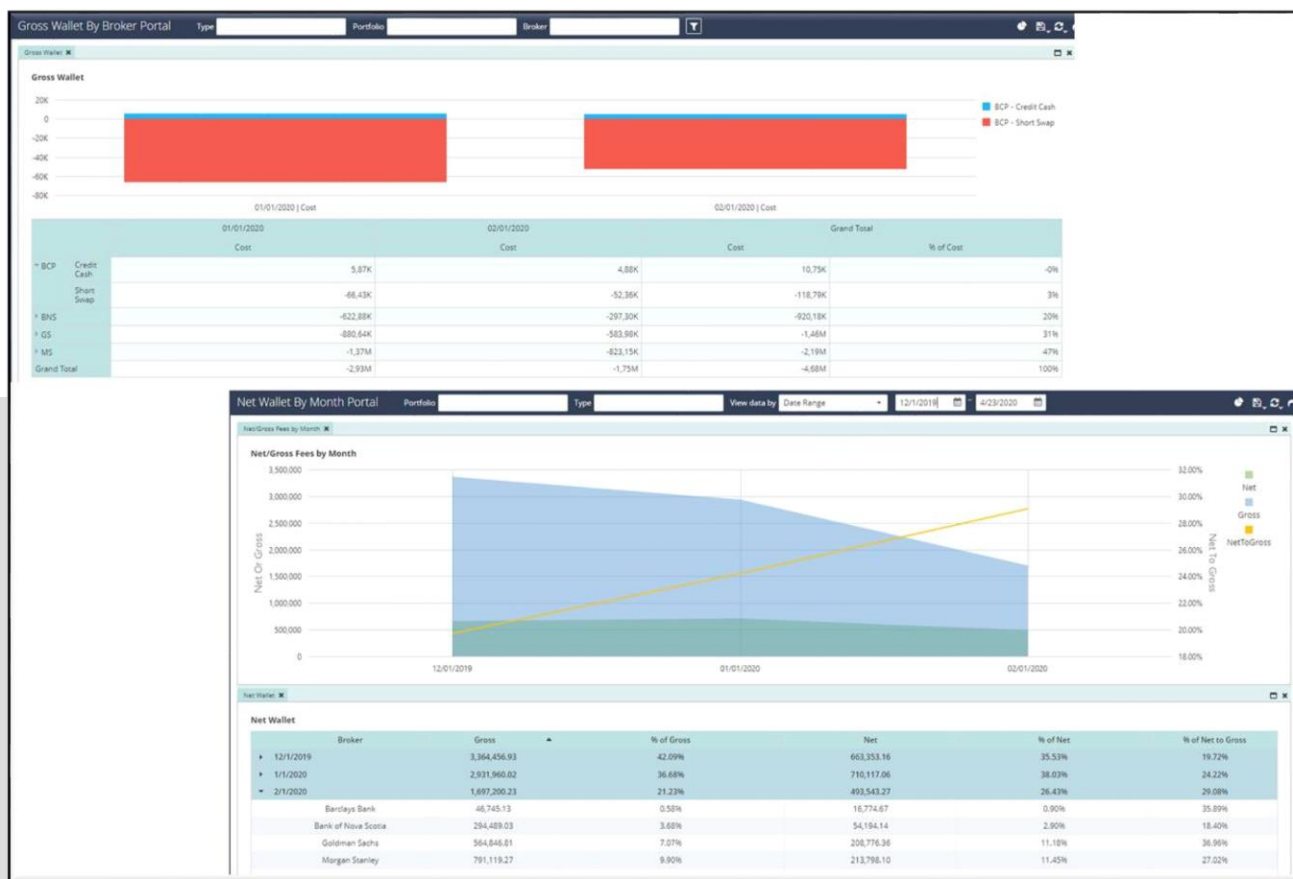 Gross Wallet By Broker Portal Type Portfolio Broker
Gross Wallet
Gross Wallet
20K
0
-20K
-40K
-60K
-80K
BCP - Credit Cash
BCP - Short Swap
01/01/2020 | Cost 02/01/2020 | Cost
01/01/2020 02/01/2020 Grand Total
Cost Cost Cost % of Cost
BCP Credit Cash 5,87K 4,88K 10,75K -0%
Short Swap -66,43K -52,36K -118,79K 3%
BNS -622,88K -297,30K -920,18K 20%
GS -880,64K -583,98K -1,46M 31%
MS -1,37M -823,15K -2,19M 47%
Grand Total -2,93M -1,75M -4,68M 100%
Net Wallet By Month Portal Portfolio Type View data by Date Range 12/1/2019 - 4/23/2020
Net/Gross Fees by Month
Net/Gross Fees by Month
3,500,000
3,000,000
2,500,000
2,000,000
1,500,000
1,000,000
500,000
0
Net Or Gross
32.00%
30.00%
28.00%
26.00%
24.00%
22.00%
20.00%
18.00%
Net To Gross
Net
Gross
NetToGross
12/01/2019 01/01/2020 02/01/2020
Net Wallet
Net Wallet
Broker Gross % of Gross Net % of Net % of Net to Gross
12/1/2019 3,364,456.93 42.09% 663,353.16 35.53% 19.72%
1/1/2020 2,931,960.02 36.68% 710,117.06 38.03% 24.22%
2/1/2020 1,697,200.23 21.23% 493,543.27 26.43% 29.08%
Barclays Bank 46,745.13 0.58% 16,774.67 0.90% 35.89%
Bank of Nova Scotia 294,489.03 3.68% 54,194.14 2.90% 18.40%
Goldman Sachs 564,846.81 7.07% 208,776.36 11.18% 36.96%
Morgan Stanley 791,119.27 9.90% 213,798.10 11.45% 27.02%